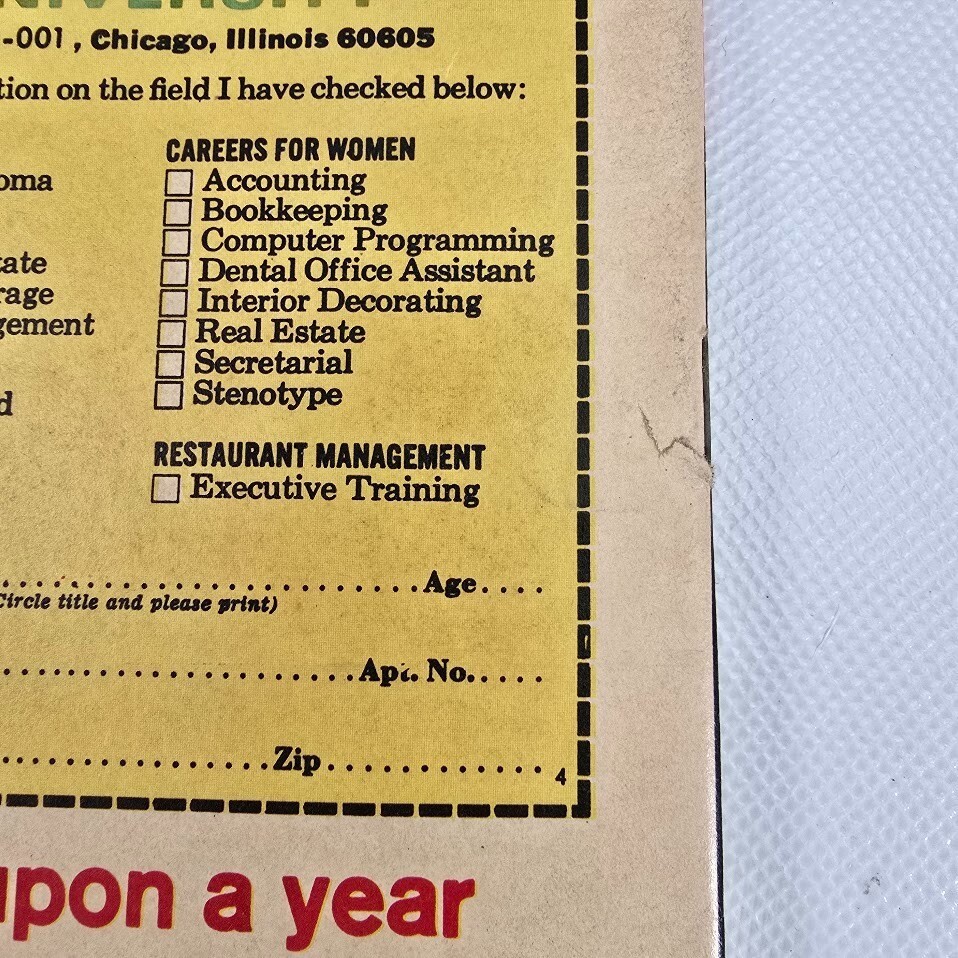 NIVERSITY
-001, Chicago, Illinois 60605
tion on the field I have checked below:
oma
tate
rage
gement
d
CAREERS FOR WOMEN
Accounting
Bookkeeping
Computer Programming
Dental Office Assistant
Interior Decorating
Real Estate
Secretarial
Stenotype
RESTAURANT MANAGEMENT
Executive Training
Age....
Circle title and please print)
Apt. No.....
Zip............ 4
upon a year